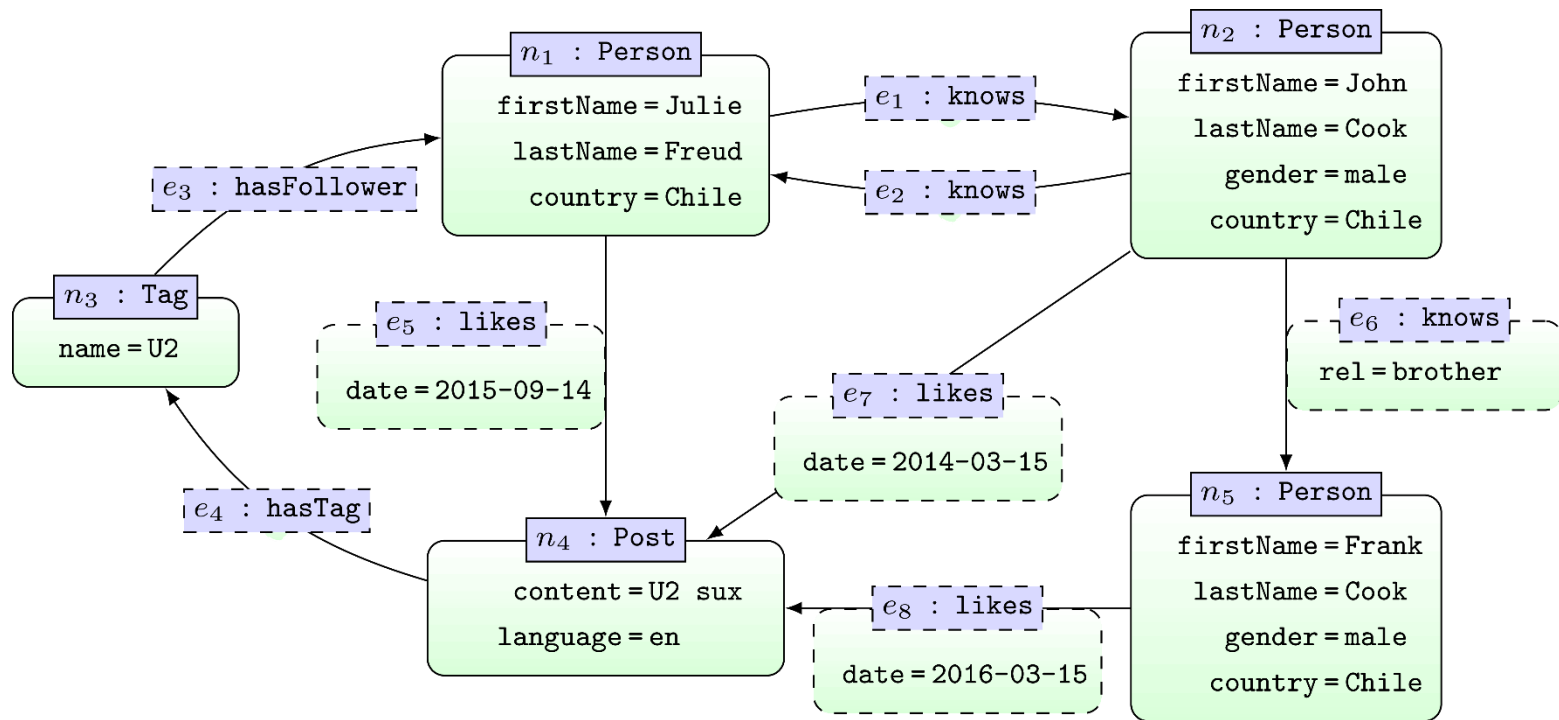 n₁ : Person
firstName = Julie
lastName = Freud
country = Chile
n₂ : Person
firstName = John
lastName = Cook
gender = male
country = Chile
e₁ : knows
e₂ : knows
e₃ : hasFollower
n₃ : Tag
name = U2
e₅ : likes
date = 2015-09-14
e₆ : knows
rel = brother
e₇ : likes
date = 2014-03-15
e₄ : hasTag
n₄ : Post
content = U2 sux
language = en
e₈ : likes
date = 2016-03-15
n₅ : Person
firstName = Frank
lastName = Cook
gender = male
country = Chile